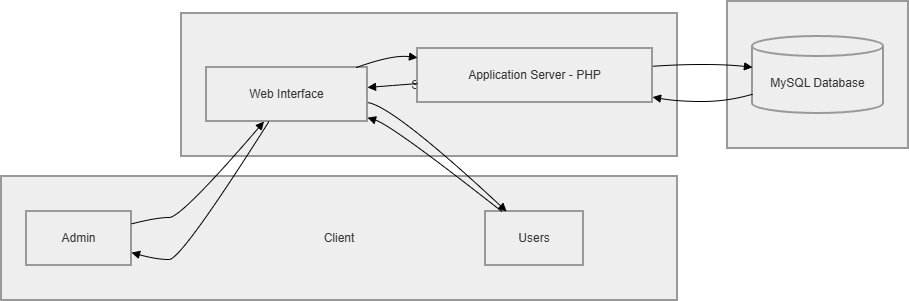 Application Server - PHP
MySQL Database
Web Interface
Admin
Client
Users